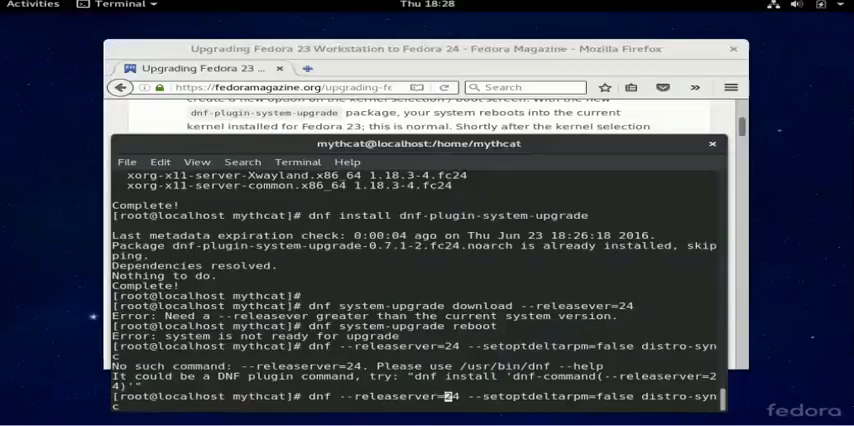 Activities Terminal Thu 18:28
Upgrading Fedora 23 Workstation to Fedora 24 - Fedora Magazine - Mozilla Firefox
Upgrading Fedora 23 ...
https://fedoramagazine.org/upgrading-fe Search
create a new option on the kernel selection / boot screen. With the new
dnf-plugin-system-upgrade package, your system reboots into the current
kernel installed for Fedora 23; this is normal. Shortly after the kernel selection
mythcat@localhost:/home/mythcat
File Edit View Search Terminal Help
xorg-x11-server-Xwayland.x86_64 1.18.3-4.fc24
xorg-x11-server-common.x86_64 1.18.3-4.fc24
Complete!
[root@localhost mythcat]# dnf install dnf-plugin-system-upgrade
Last metadata expiration check: 0:00:04 ago on Thu Jun 23 18:26:18 2016.
Package dnf-plugin-system-upgrade-0.7.1-2.fc24.noarch is already installed, skip
ping.
Dependencies resolved.
Nothing to do.
Complete!
[root@localhost mythcat]#
[root@localhost mythcat]# dnf system-upgrade download --releasever=24
Error: Need a --releasever greater than the current system version.
[root@localhost mythcat]# dnf system-upgrade reboot
Error: system is not ready for upgrade
[root@localhost mythcat]# dnf --releaserver=24 --setoptdeltarpm=false distro-syn
c
No such command: --releaserver=24. Please use /usr/bin/dnf --help
It could be a DNF plugin command, try: "dnf install 'dnf-command(--releaserver=2
4)'"
[root@localhost mythcat]# dnf --releaserver=24 --setoptdeltarpm=false distro-syn
c
fedora